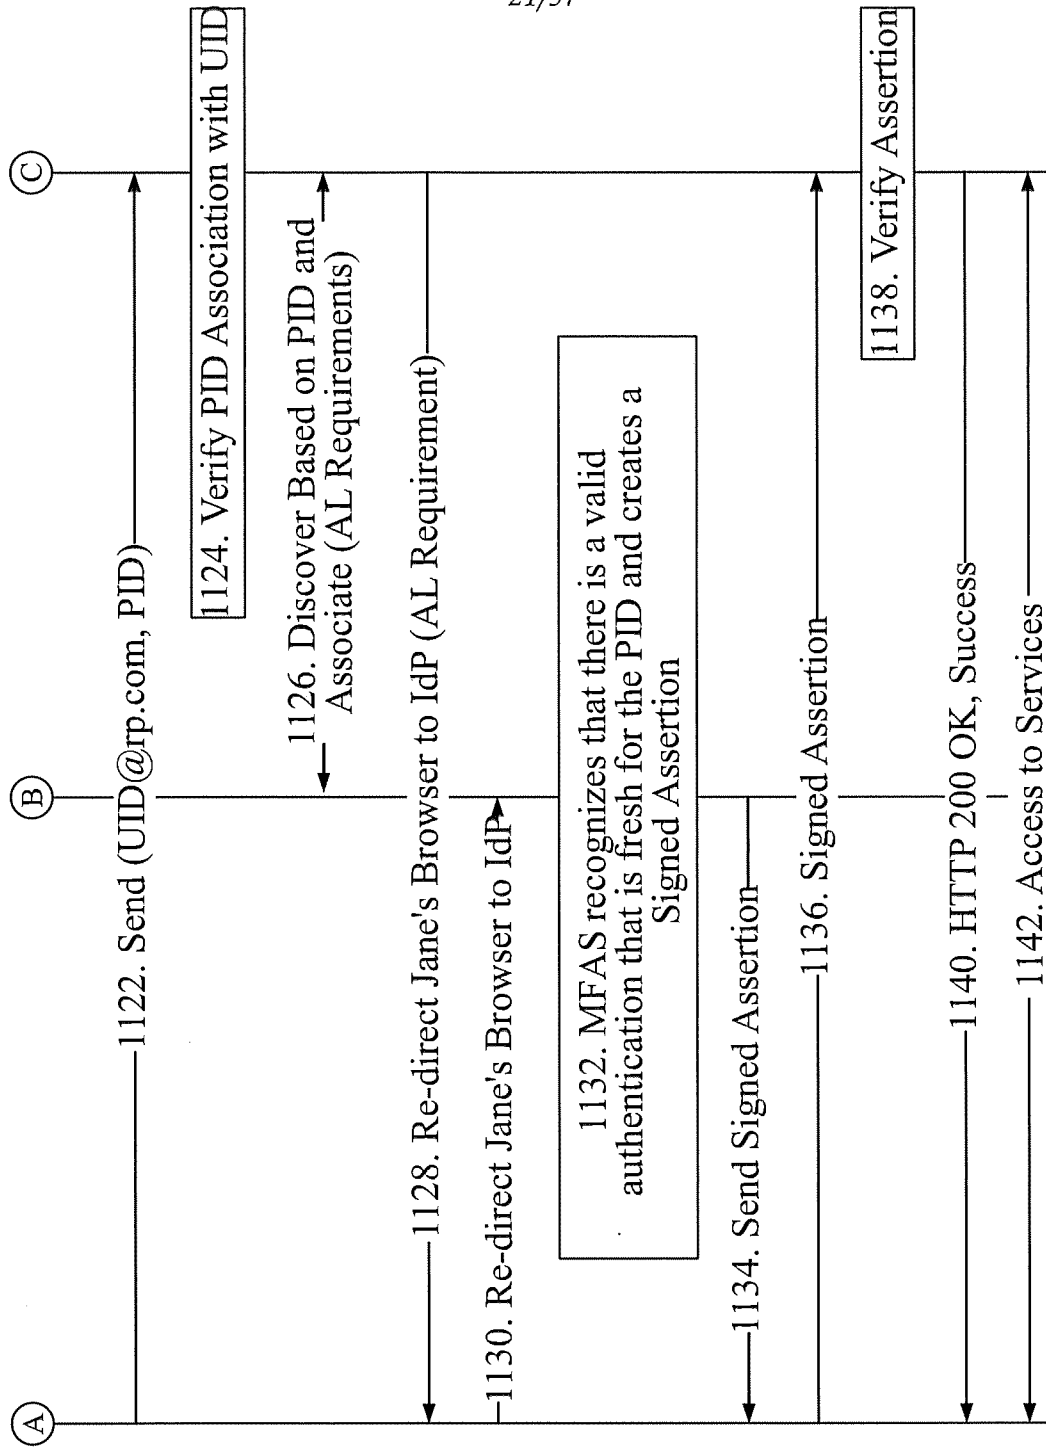 21/37
A
B
C
1122. Send (UID@rp.com, PID)
1124. Verify PID Association with UID
1126. Discover Based on PID and
Associate (AL Requirements)
1128. Re-direct Jane's Browser to IdP (AL Requirement)
1130. Re-direct Jane's Browser to IdP
1132. MFAS recognizes that there is a valid
authentication that is fresh for the PID and creates a
Signed Assertion
1134. Send Signed Assertion
1136. Signed Assertion
1138. Verify Assertion
1140. HTTP 200 OK, Success
1142. Access to Services